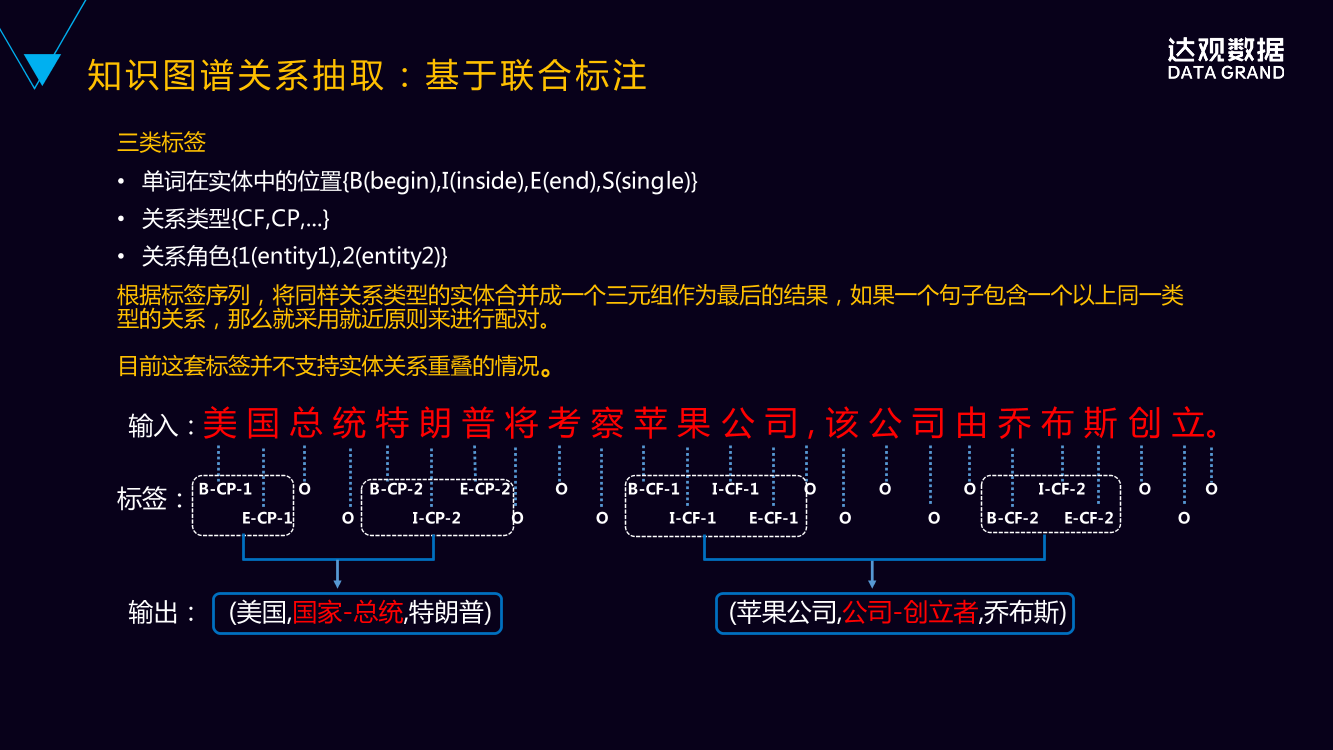 达观数据
DATA GRAND
知识图谱关系抽取：基于联合标注
三类标签
• 单词在实体中的位置{B(begin),I(inside),E(end),S(single)}
• 关系类型{CF,CP,...}
• 关系角色{1(entity1),2(entity2)}
根据标签序列，将同样关系类型的实体合并成一个三元组作为最后的结果，如果一个句子包含一个以上同一类
型的关系，那么就采用就近原则来进行配对。
目前这套标签并不支持实体关系重叠的情况。
输入：美国总统特朗普将考察苹果公司,该公司由乔布斯创立。
标签：
B-CP-1 O B-CP-2 E-CP-2 O B-CF-1 I-CF-1 O O O I-CF-2 O O
E-CP-1 O I-CP-2 O O I-CF-1 E-CF-1 O O B-CF-2 E-CF-2 O
输出： (美国,国家-总统,特朗普) (苹果公司,公司-创立者,乔布斯)